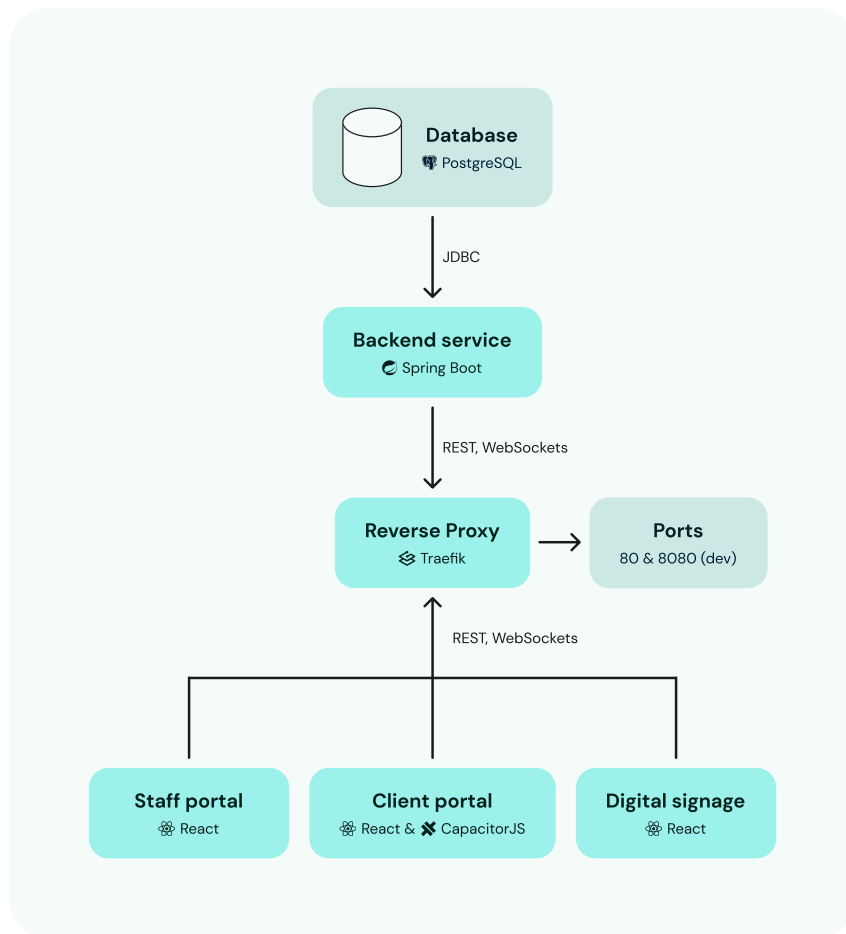 Database
PostgreSQL
JDBC
Backend service
Spring Boot
REST, WebSockets
Reverse Proxy
Traefik
Ports
80 & 8080 (dev)
REST, WebSockets
Staff portal
React
Client portal
React & CapacitorJS
Digital signage
React